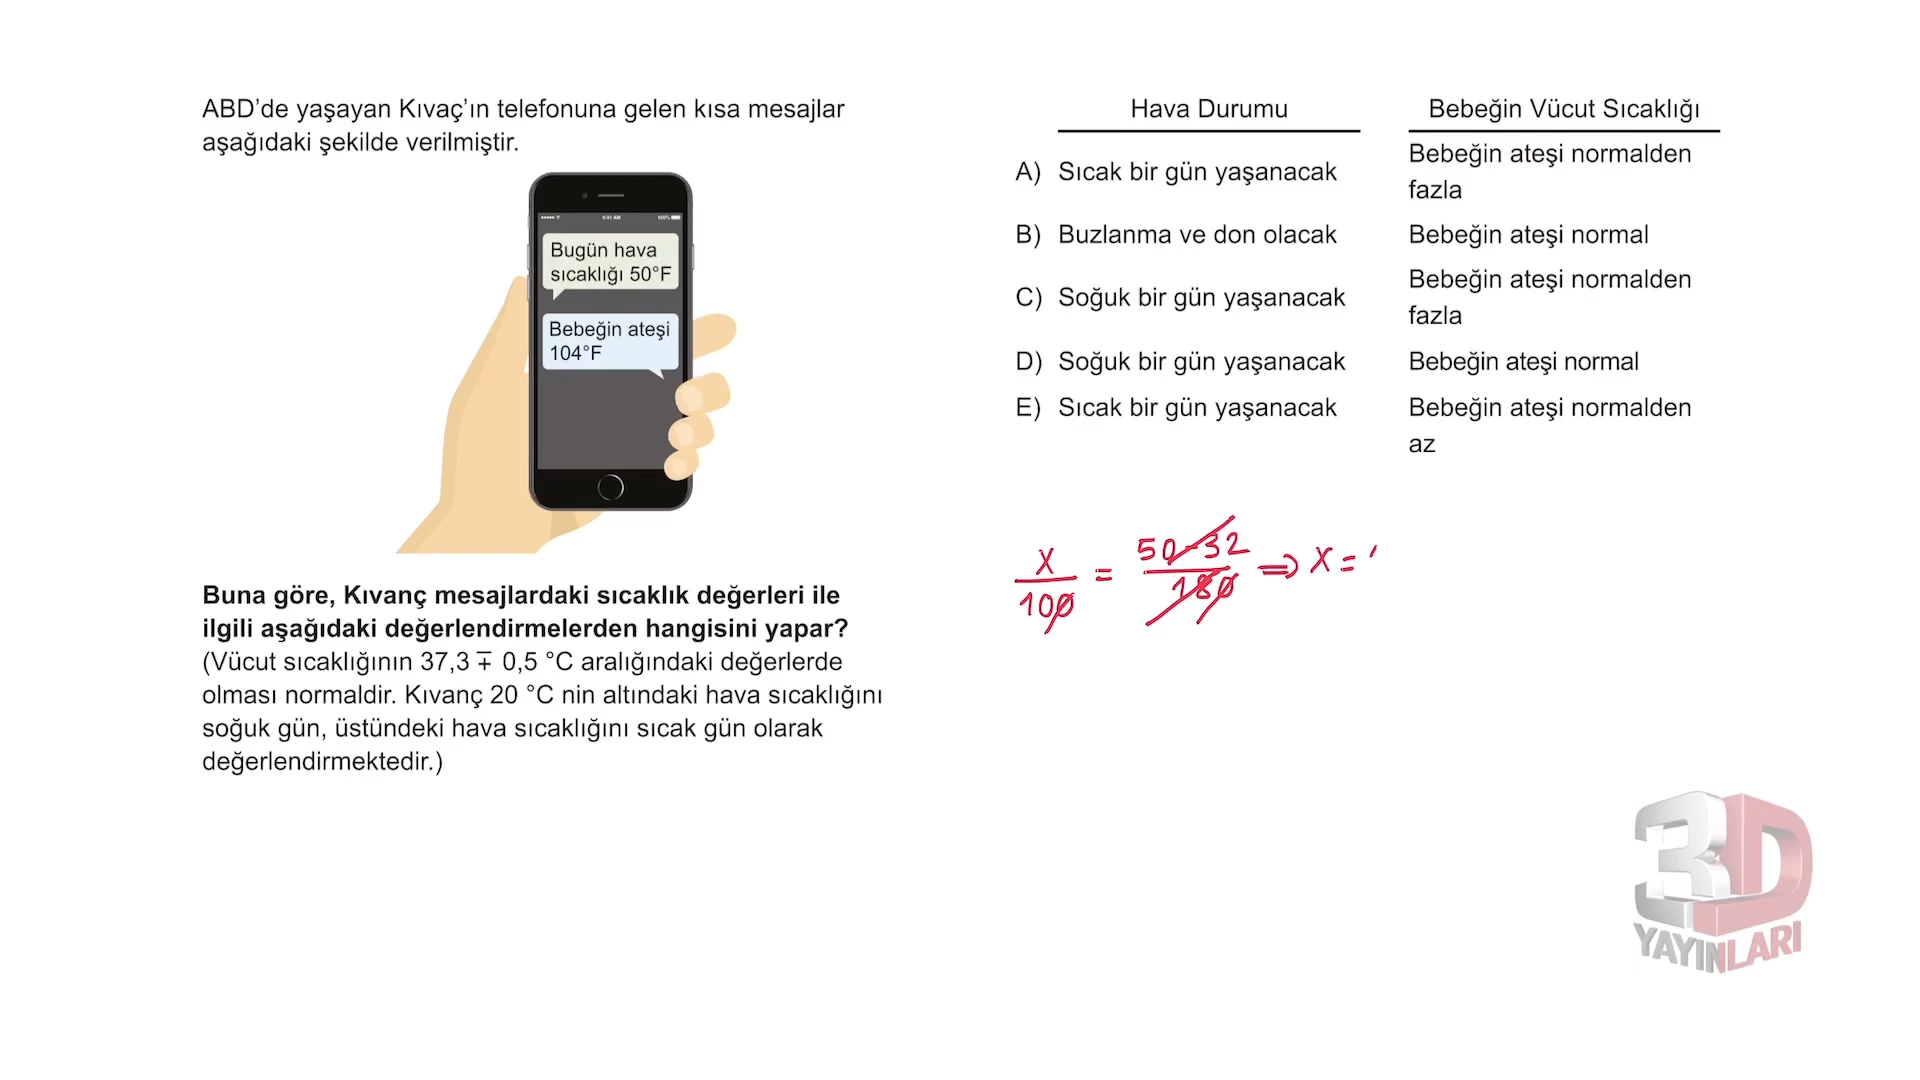 ABD’de yaşayan Kıvaç’ın telefonuna gelen kısa mesajlar
aşağıdaki şekilde verilmiştir.
9:41 AM
100%
Bugün hava
sıcaklığı 50°F
Bebeğin ateşi
104°F
Buna göre, Kıvanç mesajlardaki sıcaklık değerleri ile
ilgili aşağıdaki değerlendirmelerden hangisini yapar?
(Vücut sıcaklığının 37,3 ∓ 0,5 °C aralığındaki değerlerde
olması normaldir. Kıvanç 20 °C nin altındaki hava sıcaklığını
soğuk gün, üstündeki hava sıcaklığını sıcak gün olarak
değerlendirmektedir.)
Hava Durumu Bebeğin Vücut Sıcaklığı
A) Sıcak bir gün yaşanacak Bebeğin ateşi normalden
fazla
B) Buzlanma ve don olacak Bebeğin ateşi normal
C) Soğuk bir gün yaşanacak Bebeğin ateşi normalden
fazla
D) Soğuk bir gün yaşanacak Bebeğin ateşi normal
E) Sıcak bir gün yaşanacak Bebeğin ateşi normalden
az
X/100 = 50-32/180 ⇒ X =
3D
YAYINLARI